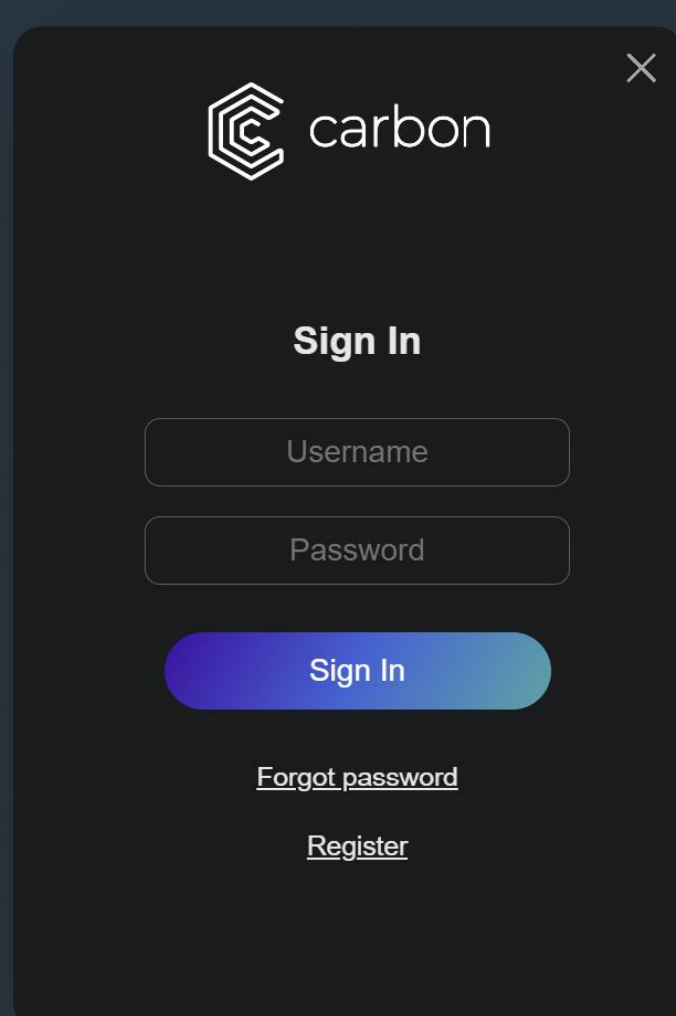 carbon
Sign In
Username
Password
Sign In
Forgot password
Register